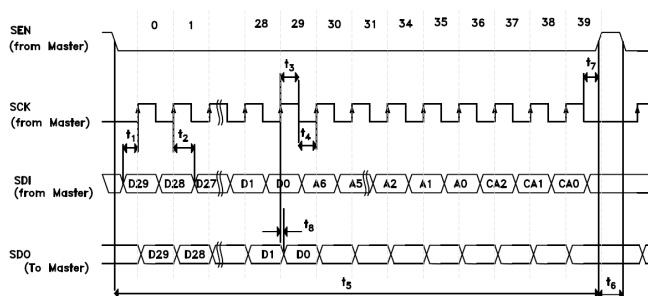 0 1 28 29 30 31 34 35 36 37 38 39
SEN
(from Master)
t3
t7
SCK
(from Master)
t1 t2 t4
SDI
(from Master)
D29 D28 D27 D1 D0 A6 A5 A2 A1 A0 CA2 CA1 CA0
t8
SDO
(To Master)
D29 D28 D1 D0
t5 t6